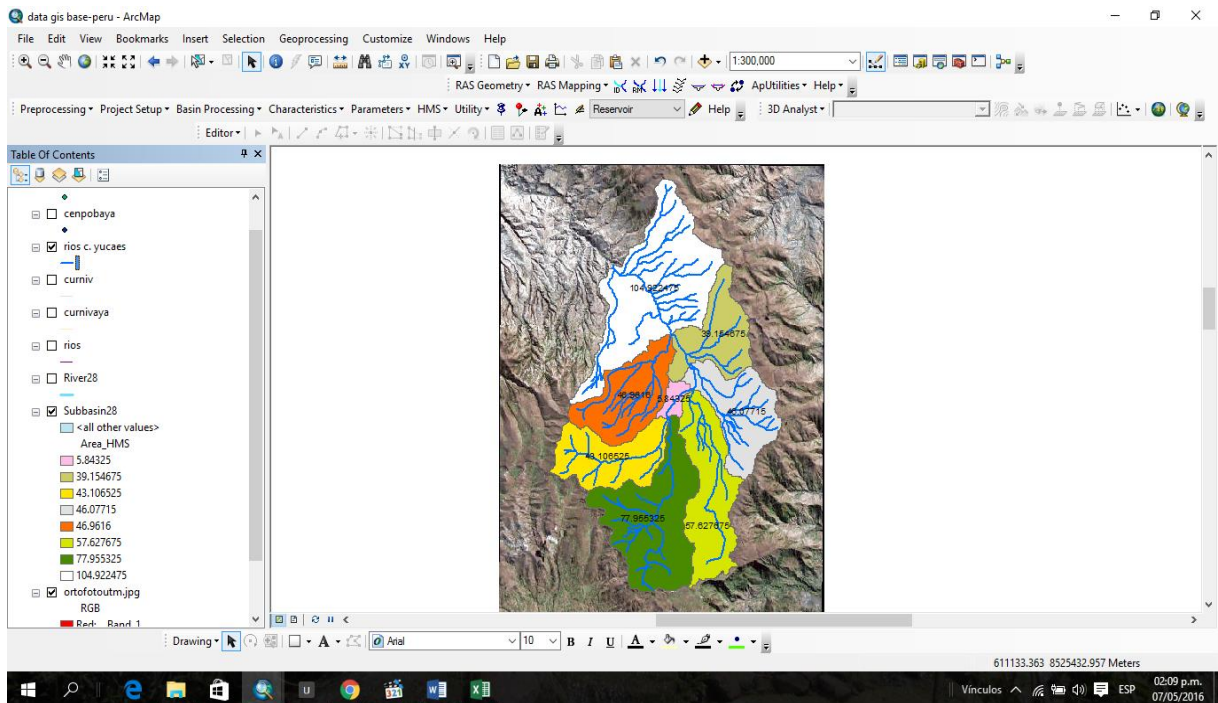 data gis base-peru - ArcMap
File Edit View Bookmarks Insert Selection Geoprocessing Customize Windows Help
1:300,000
RAS Geometry RAS Mapping ApUtilities Help
Preprocessing Project Setup Basin Processing Characteristics Parameters HMS Utility Reservoir Help 3D Analyst
Editor
Table Of Contents
cenpobaya
rios c. yucaes
curniv
curnivaya
rios
River28
Subbasin28
<all other values>
Area_HMS
5.84325
39.154675
43.106525
46.07715
46.9616
57.627675
77.955325
104.922475
ortofotoutm.jpg
RGB
Red: Band_1
104.922475
39.154675
46.9616
5.84325
46.07715
43.106525
77.955325
57.627675
Drawing A Arial 10 B I U A
611133.363 8525432.957 Meters
Vínculos ESP 02:09 p.m.
07/05/2016